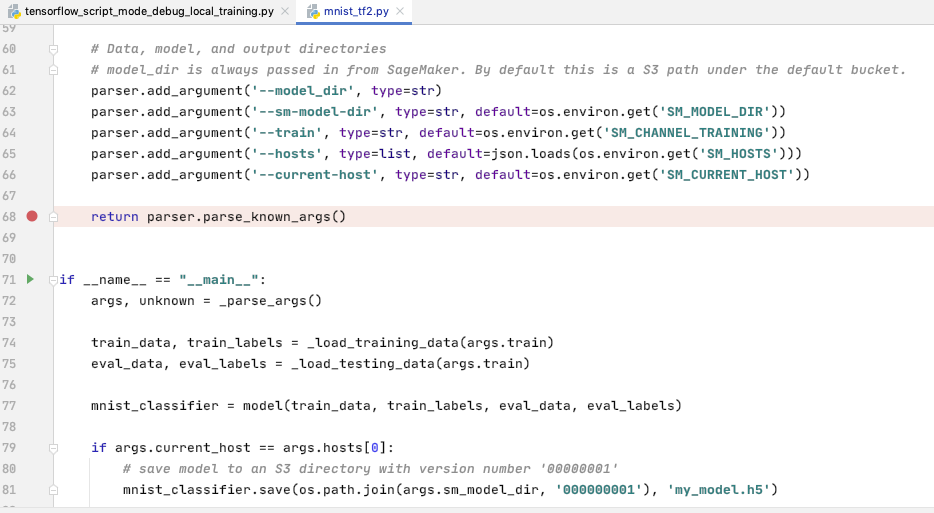 tensorflow_script_mode_debug_local_training.py mnist_tf2.py
59
60 # Data, model, and output directories
61 # model_dir is always passed in from SageMaker. By default this is a S3 path under the default bucket.
62 parser.add_argument('--model_dir', type=str)
63 parser.add_argument('--sm-model-dir', type=str, default=os.environ.get('SM_MODEL_DIR'))
64 parser.add_argument('--train', type=str, default=os.environ.get('SM_CHANNEL_TRAINING'))
65 parser.add_argument('--hosts', type=list, default=json.loads(os.environ.get('SM_HOSTS')))
66 parser.add_argument('--current-host', type=str, default=os.environ.get('SM_CURRENT_HOST'))
67
68 return parser.parse_known_args()
69
70
71 if __name__ == "__main__":
72 args, unknown = _parse_args()
73
74 train_data, train_labels = _load_training_data(args.train)
75 eval_data, eval_labels = _load_testing_data(args.train)
76
77 mnist_classifier = model(train_data, train_labels, eval_data, eval_labels)
78
79 if args.current_host == args.hosts[0]:
80 # save model to an S3 directory with version number '00000001'
81 mnist_classifier.save(os.path.join(args.sm_model_dir, '000000001'), 'my_model.h5')